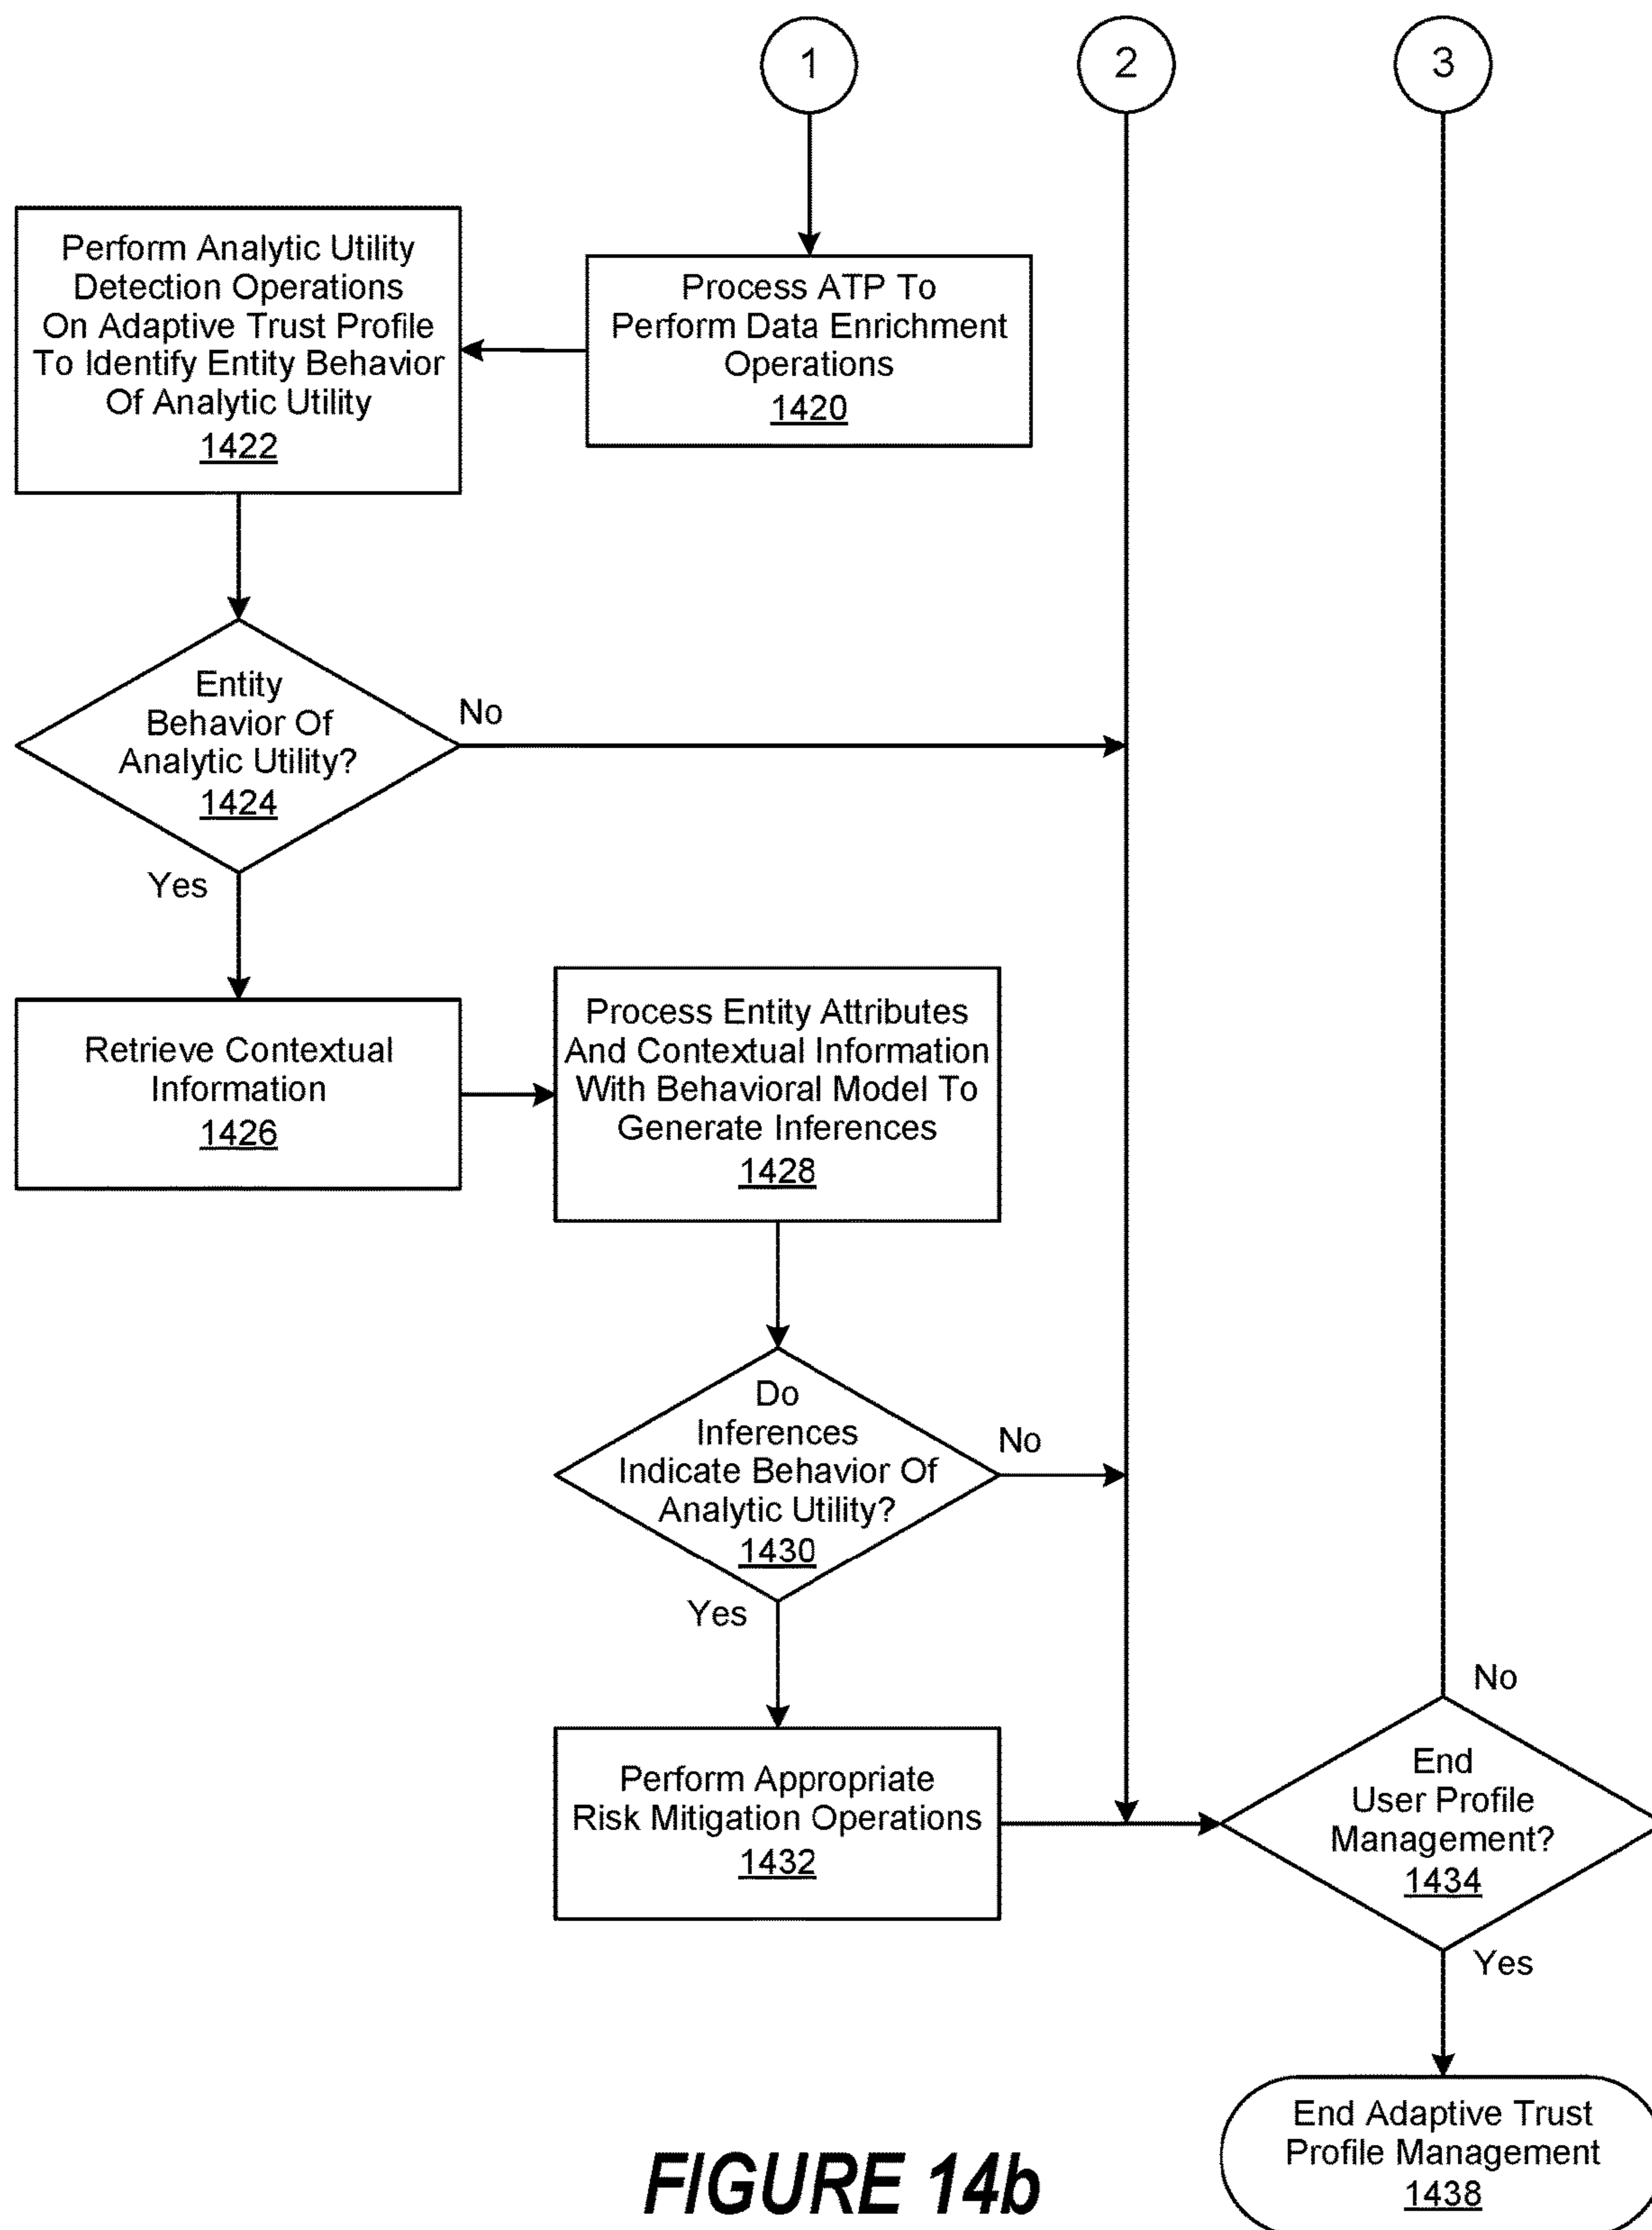 1
2
3
Perform Analytic Utility
Detection Operations
On Adaptive Trust Profile
To Identify Entity Behavior
Of Analytic Utility
1422
Process ATP To
Perform Data Enrichment
Operations
1420
Entity
Behavior Of
Analytic Utility?
1424
No
Yes
Retrieve Contextual
Information
1426
Process Entity Attributes
And Contextual Information
With Behavioral Model To
Generate Inferences
1428
Do
Inferences
Indicate Behavior Of
Analytic Utility?
1430
No
Yes
Perform Appropriate
Risk Mitigation Operations
1432
No
End
User Profile
Management?
1434
Yes
End Adaptive Trust
Profile Management
1438
FIGURE 14b